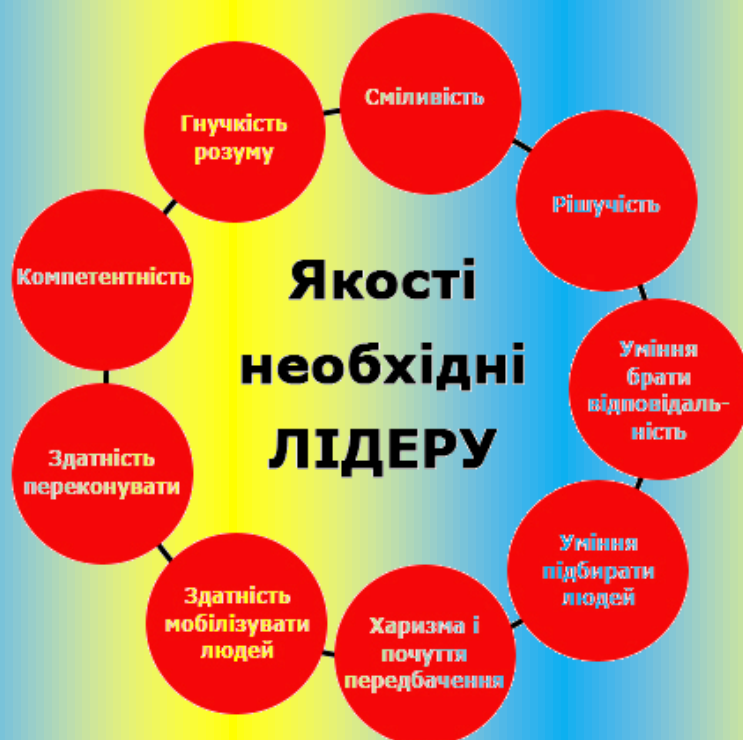 Якості
необхідні
ЛІДЕРУ
Сміливість
Рішучість
Уміння
брати
відповідаль-
ність
Уміння
підбирати
людей
Харизма і
почуття
передбачення
Здатність
мобілізувати
людей
Здатність
переконувати
Компетентність
Гнучкість
розуму